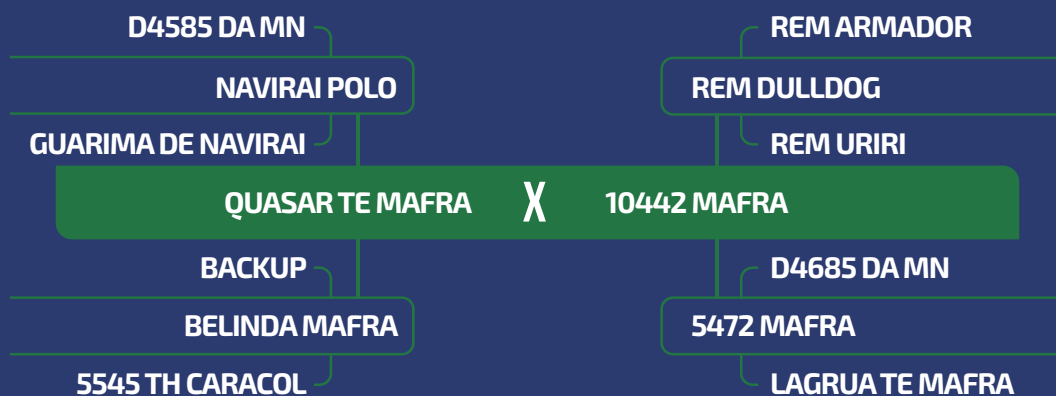 D4585 DA MN
REM ARMADOR
NAVIRAI POLO
REM DULLDOG
GUARIMA DE NAVIRAI
REM URIRI
QUASAR TE MAFRA X 10442 MAFRA
BACKUP
D4685 DA MN
BELINDA MAFRA
5472 MAFRA
5545 TH CARACOL
LAGRUA TE MAFRA